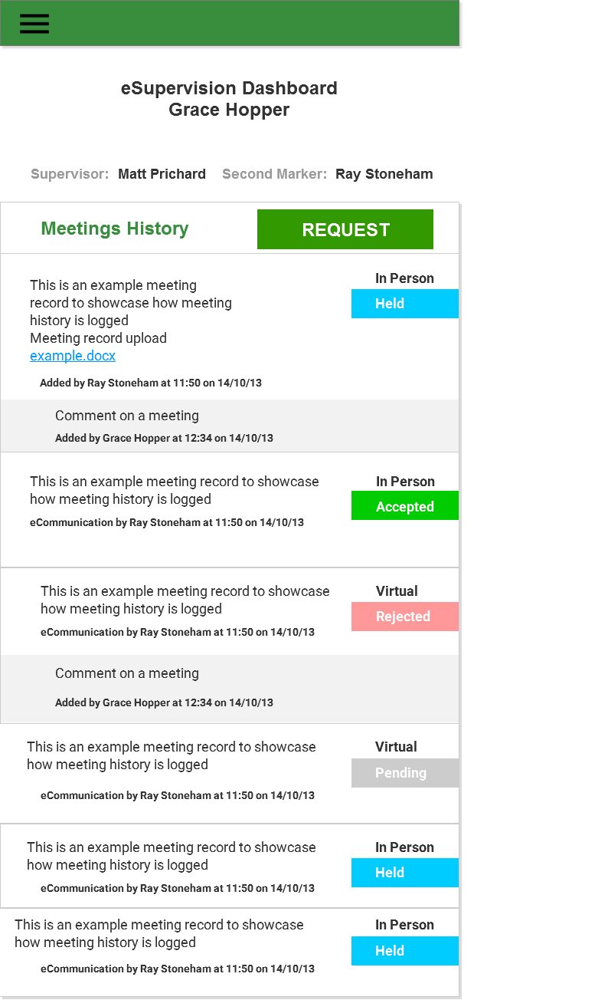 eSupervision Dashboard
Grace Hopper
Supervisor: Matt Prichard Second Marker: Ray Stoneham
Meetings History
REQUEST
This is an example meeting
record to showcase how meeting
history is logged
Meeting record upload
example.docx
In Person
Held
Added by Ray Stoneham at 11:50 on 14/10/13
Comment on a meeting
Added by Grace Hopper at 12:34 on 14/10/13
This is an example meeting record to showcase
how meeting history is logged
In Person
Accepted
eCommunication by Ray Stoneham at 11:50 on 14/10/13
This is an example meeting record to showcase
how meeting history is logged
Virtual
Rejected
eCommunication by Ray Stoneham at 11:50 on 14/10/13
Comment on a meeting
Added by Grace Hopper at 12:34 on 14/10/13
This is an example meeting record to showcase
how meeting history is logged
Virtual
Pending
eCommunication by Ray Stoneham at 11:50 on 14/10/13
This is an example meeting record to showcase
how meeting history is logged
In Person
Held
eCommunication by Ray Stoneham at 11:50 on 14/10/13
This is an example meeting record to showcase
how meeting history is logged
In Person
Held
eCommunication by Ray Stoneham at 11:50 on 14/10/13